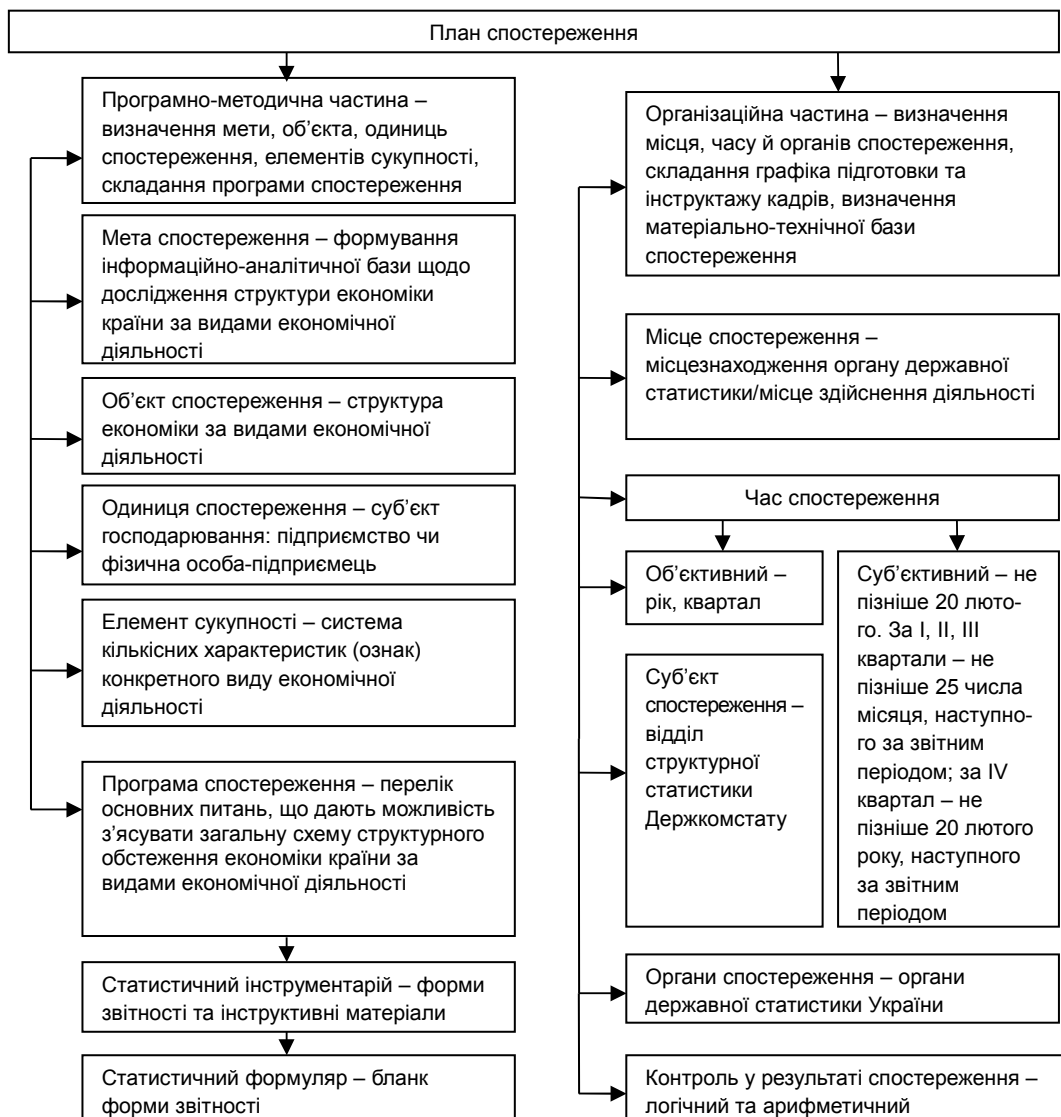 План спостереження
Програмно-методична частина –
визначення мети, об’єкта, одиниць
спостереження, елементів сукупності,
складання програми спостереження
Мета спостереження – формування
інформаційно-аналітичної бази щодо
дослідження структури економіки
країни за видами економічної
діяльності
Об’єкт спостереження – структура
економіки за видами економічної
діяльності
Одиниця спостереження – суб’єкт
господарювання: підприємство чи
фізична особа-підприємець
Елемент сукупності – система
кількісних характеристик (ознак)
конкретного виду економічної
діяльності
Програма спостереження – перелік
основних питань, що дають можливість
з’ясувати загальну схему структурного
обстеження економіки країни за
видами економічної діяльності
Статистичний інструментарій – форми
звітності та інструктивні матеріали
Статистичний формуляр – бланк
форми звітності
Організаційна частина – визначення
місця, часу й органів спостереження,
складання графіка підготовки та
інструктажу кадрів, визначення
матеріально-технічної бази
спостереження
Місце спостереження –
місцезнаходження органу державної
статистики/місце здійснення діяльності
Час спостереження
Об’єктивний –
рік, квартал
Суб’єкт
спостереження –
відділ
структурної
статистики
Держкомстату
Суб’єктивний – не
пізніше 20 люто-
го. За I, II, III
квартали – не
пізніше 25 числа
місяця, наступно-
го за звітним
періодом; за IV
квартал – не
пізніше 20 лютого
року, наступного
за звітним
періодом
Органи спостереження – органи
державної статистики України
Контроль у результаті спостереження –
логічний та арифметичний